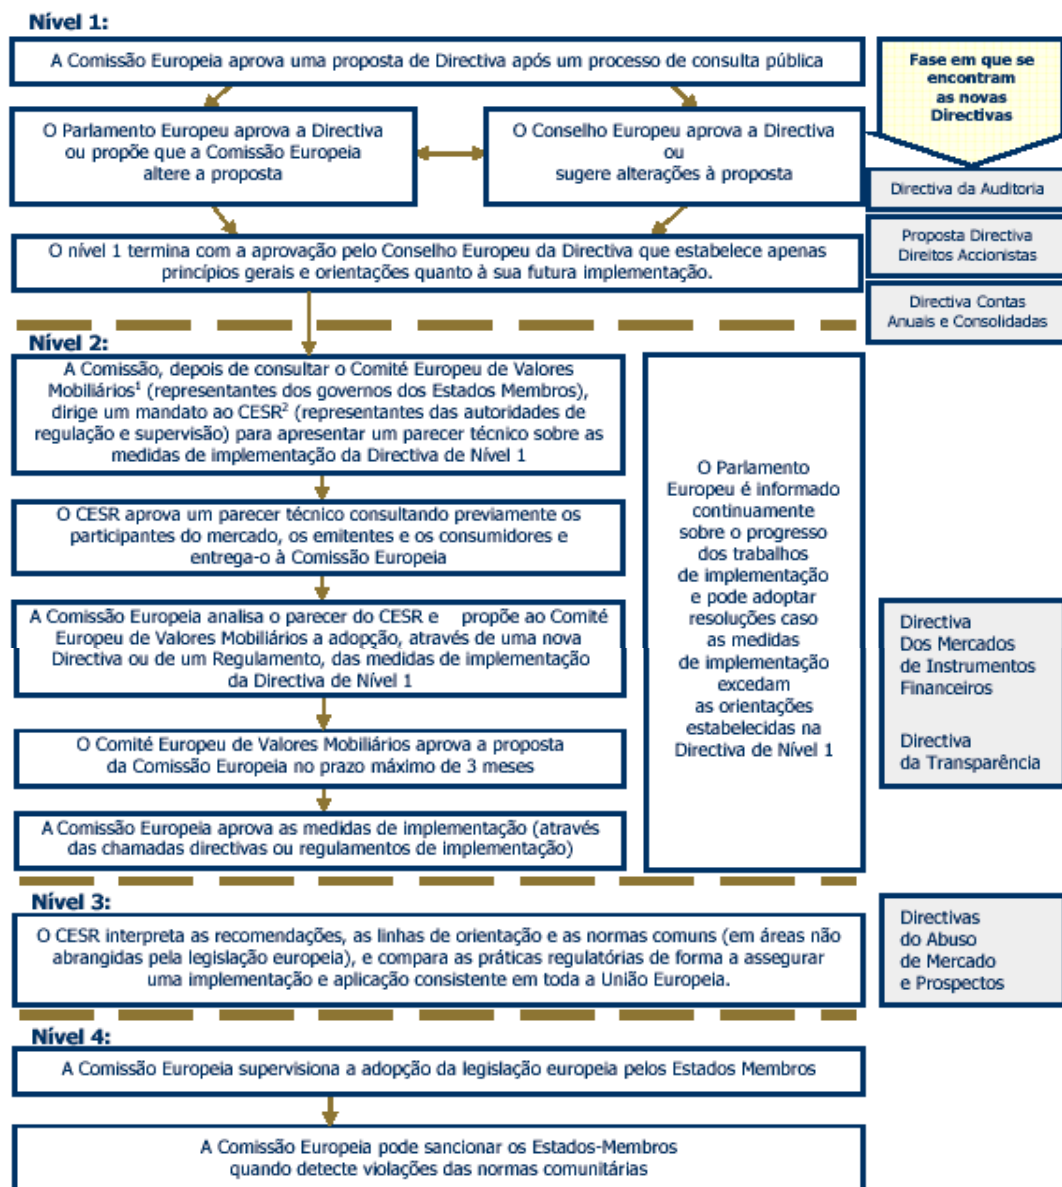 Nível 1:
A Comissão Europeia aprova uma proposta de Directiva após um processo de consulta pública
Fase em que se
encontram
as novas
Directivas
O Parlamento Europeu aprova a Directiva
ou propõe que a Comissão Europeia
altere a proposta
O Conselho Europeu aprova a Directiva
ou
sugere alterações à proposta
Directiva da Auditoria
O nível 1 termina com a aprovação pelo Conselho Europeu da Directiva que estabelece apenas
princípios gerais e orientações quanto à sua futura implementação.
Proposta Directiva
Direitos Accionistas
Directiva Contas
Anuais e Consolidadas
Nível 2:
A Comissão, depois de consultar o Comité Europeu de Valores
Mobiliários¹ (representantes dos governos dos Estados Membros),
dirige um mandato ao CESR² (representantes das autoridades de
regulação e supervisão) para apresentar um parecer técnico sobre as
medidas de implementação da Directiva de Nível 1
O CESR aprova um parecer técnico consultando previamente os
participantes do mercado, os emitentes e os consumidores e
entrega-o à Comissão Europeia
A Comissão Europeia analisa o parecer do CESR e propõe ao Comité
Europeu de Valores Mobiliários a adopção, através de uma nova
Directiva ou de um Regulamento, das medidas de implementação
da Directiva de Nível 1
O Comité Europeu de Valores Mobiliários aprova a proposta
da Comissão Europeia no prazo máximo de 3 meses
A Comissão Europeia aprova as medidas de implementação (através
das chamadas directivas ou regulamentos de implementação)
O Parlamento
Europeu é informado
continuamente
sobre o progresso
dos trabalhos
de implementação
e pode adoptar
resoluções caso
as medidas
de implementação
excedam
as orientações
estabelecidas na
Directiva de Nível 1
Directiva
Dos Mercados
de Instrumentos
Financeiros
Directiva
da Transparência
Nível 3:
O CESR interpreta as recomendações, as linhas de orientação e as normas comuns (em áreas não
abrangidas pela legislação europeia), e compara as práticas regulatórias de forma a assegurar
uma implementação e aplicação consistente em toda a União Europeia.
Directivas
do Abuso
de Mercado
e Prospectos
Nível 4:
A Comissão Europeia supervisiona a adopção da legislação europeia pelos Estados Membros
A Comissão Europeia pode sancionar os Estados-Membros
quando detecte violações das normas comunitárias